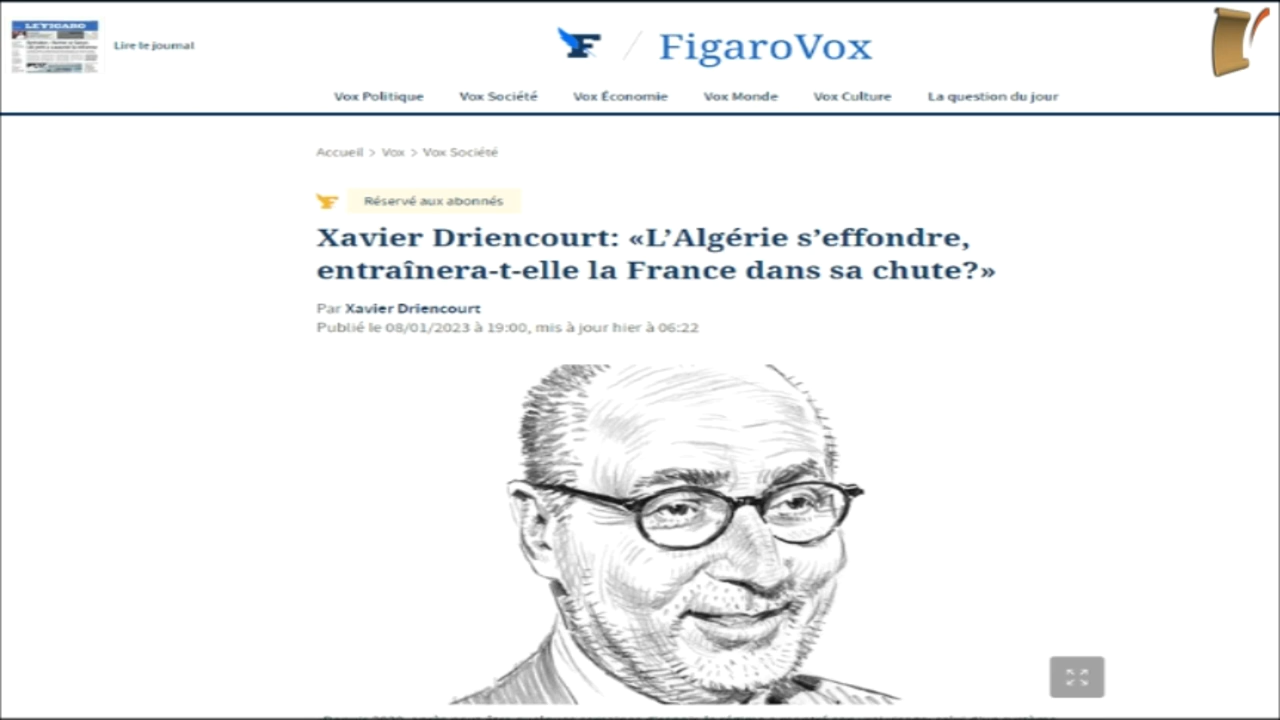 LE FIGARO
Lire le journal
F / FigaroVox
Vox Politique Vox Société Vox Économie Vox Monde Vox Culture La question du jour
Accueil > Vox > Vox Société
Réservé aux abonnés
Xavier Driencourt: «L’Algérie s’effondre,
entraînera-t-elle la France dans sa chute?»
Par Xavier Driencourt
Publié le 08/01/2023 à 19:00, mis à jour hier à 06:22